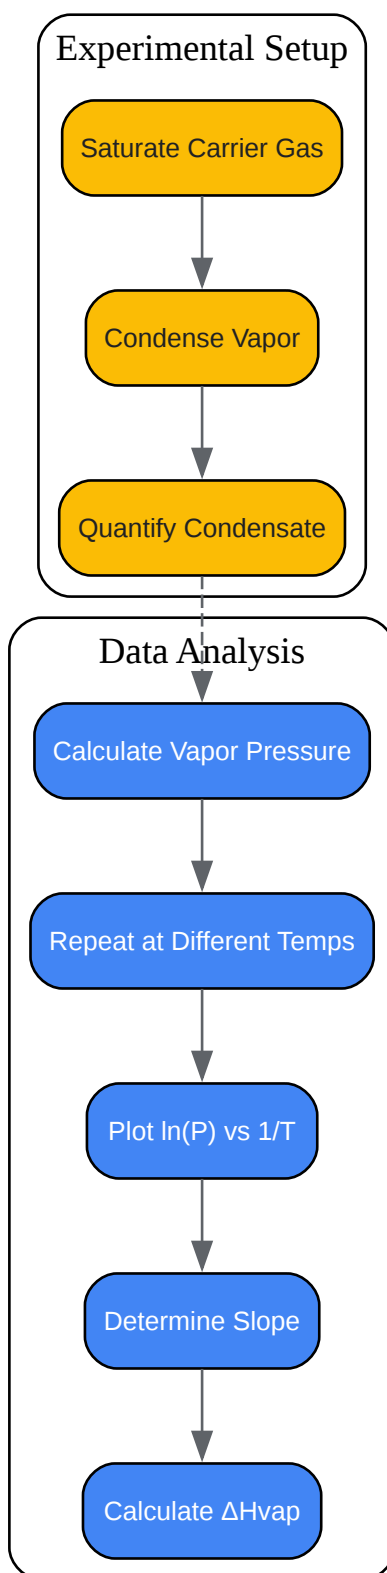 Experimental Setup
Saturate Carrier Gas
Condense Vapor
Quantify Condensate
Data Analysis
Calculate Vapor Pressure
Repeat at Different Temps
Plot ln(P) vs 1/T
Determine Slope
Calculate ΔHvap